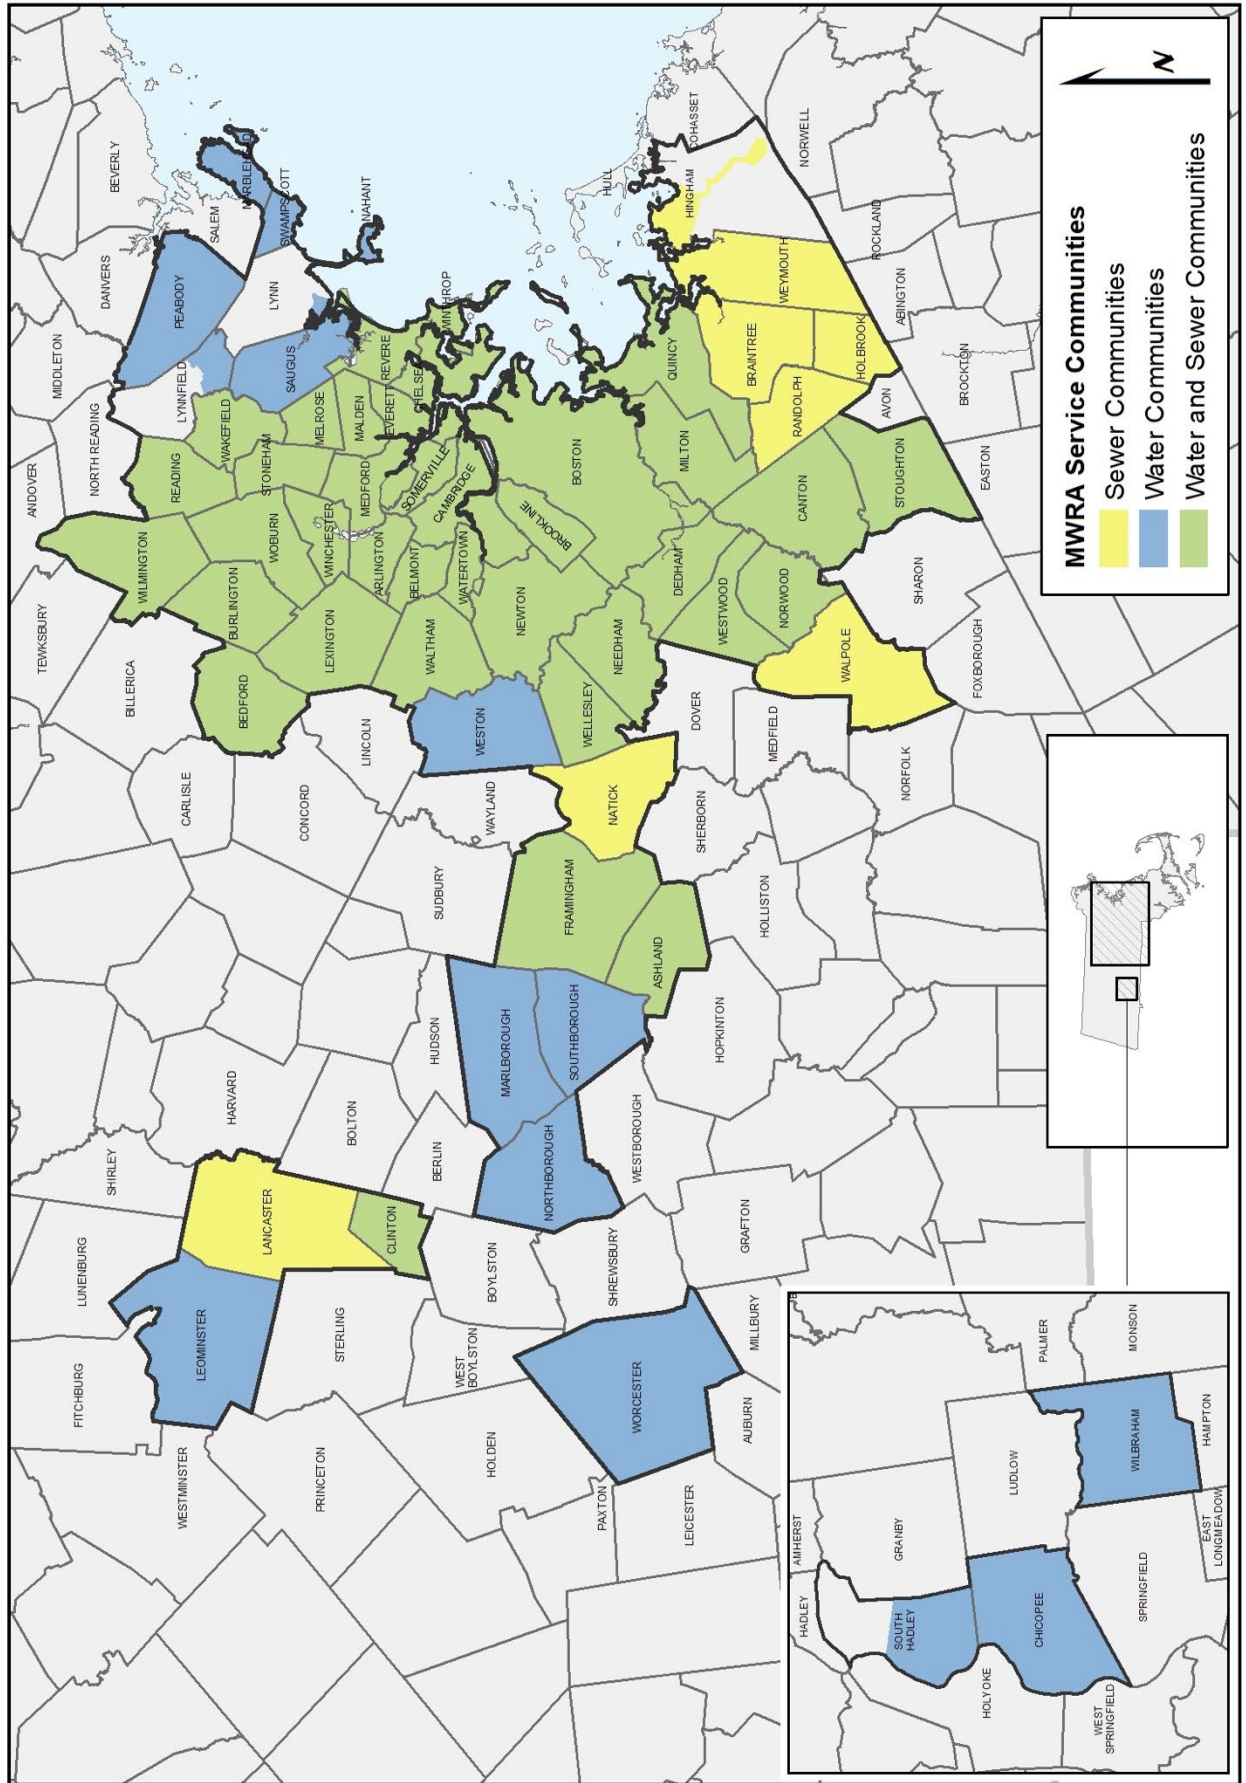 ANDOVER
TEWKSBURY
MIDDLETON
NORTH READING
DANVERS
BEVERLY
FITCHBURG
LUNENBURG
SHIRLEY
BILLERICA
WILMINGTON
READING
LYNNFIELD
PEABODY
SALEM
WESTMINSTER
LEOMINSTER
HARVARD
CARLISLE
BEDFORD
BURLINGTON
WOBURN
STONEHAM
WAKEFIELD
SAUGUS
LYNN
MARBLEHEAD
SWAMPSCOTT
LANCASTER
CONCORD
LEXINGTON
WINCHESTER
MELROSE
PRINCETON
STERLING
BOLTON
LINCOLN
ARLINGTON
MEDFORD
MALDEN
REVERE
NAHANT
CLINTON
BERLIN
HUDSON
SUDBURY
WAYLAND
WALTHAM
BELMONT
SOMERVILLE
EVERETT
CHELSEA
WINTHROP
HOLDEN
WEST
BOYLSTON
BOYLSTON
MARLBOROUGH
WESTON
WATERTOWN
CAMBRIDGE
NORTHBOROUGH
SOUTHBOROUGH
FRAMINGHAM
NEWTON
BROOKLINE
BOSTON
PAXTON
WORCESTER
SHREWSBURY
WESTBOROUGH
ASHLAND
NATICK
WELLESLEY
NEEDHAM
HULL
LEICESTER
SHERBORN
DOVER
DEDHAM
MILTON
QUINCY
HINGHAM
COHASSET
AUBURN
MILLBURY
GRAFTON
HOPKINTON
HOLLISTON
MEDFIELD
WESTWOOD
NORWOOD
CANTON
RANDOLPH
BRAINTREE
WEYMOUTH
NORWELL
WALPOLE
HOLBROOK
AVON
ROCKLAND
ABINGTON
NORFOLK
SHARON
STOUGHTON
BROCKTON
FOXBOROUGH
EASTON
HADLEY
AMHERST
SOUTH
HADLEY
GRANBY
HOLYOKE
CHICOPEE
LUDLOW
PALMER
WEST
SPRINGFIELD
SPRINGFIELD
WILBRAHAM
MONSON
EAST
LONGMEADOW
HAMPTON
MWRA Service Communities
Sewer Communities
Water Communities
Water and Sewer Communities
N